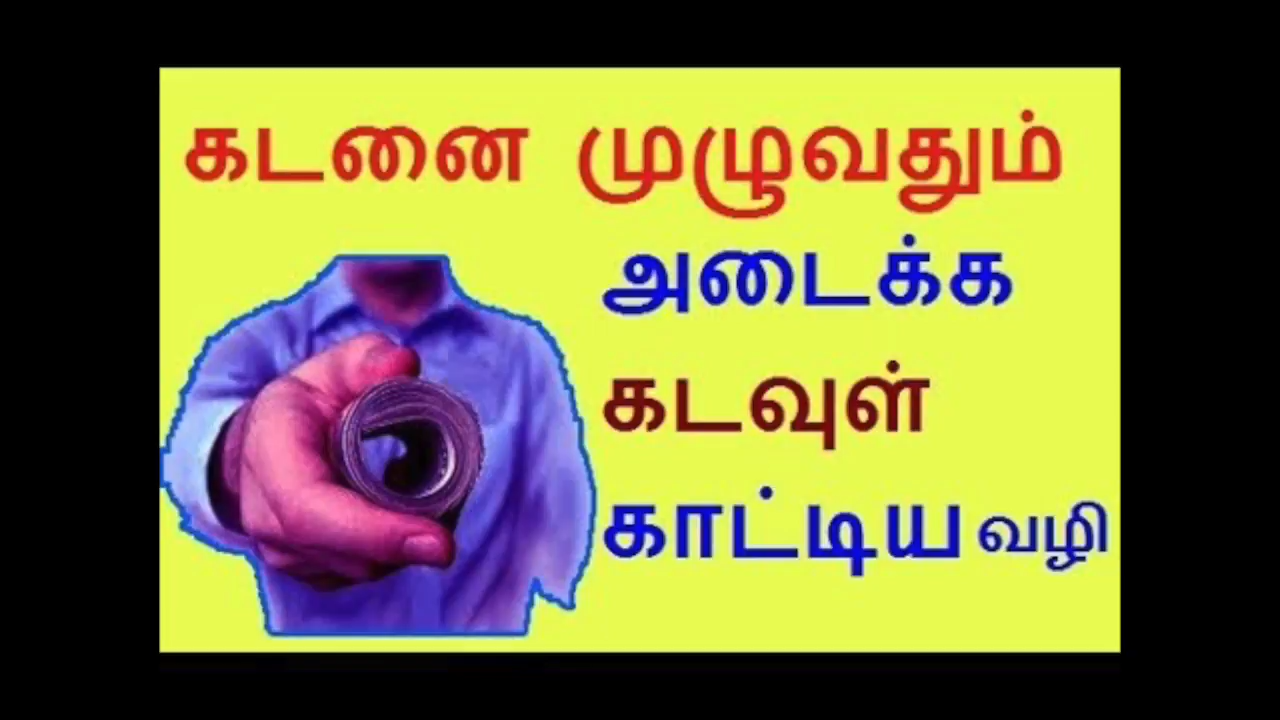 கடனை முழுவதும்
அடைக்க
கடவுள்
காட்டிய வழி